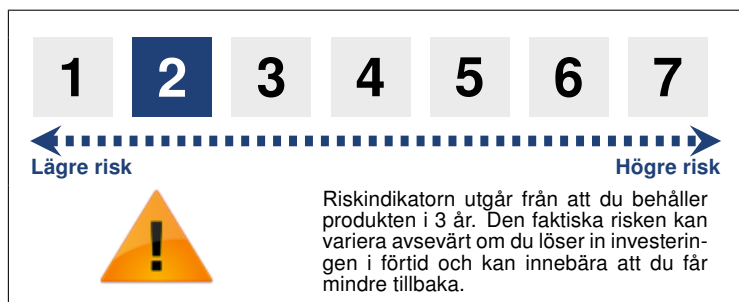 1 2 3 4 5 6 7
Lägre risk Högre risk
Riskindikatorn utgår från att du behåller
produkten i 3 år. Den faktiska risken kan
variera avsevärt om du löser in investerin-
gen i förtid och kan innebära att du får
mindre tillbaka.